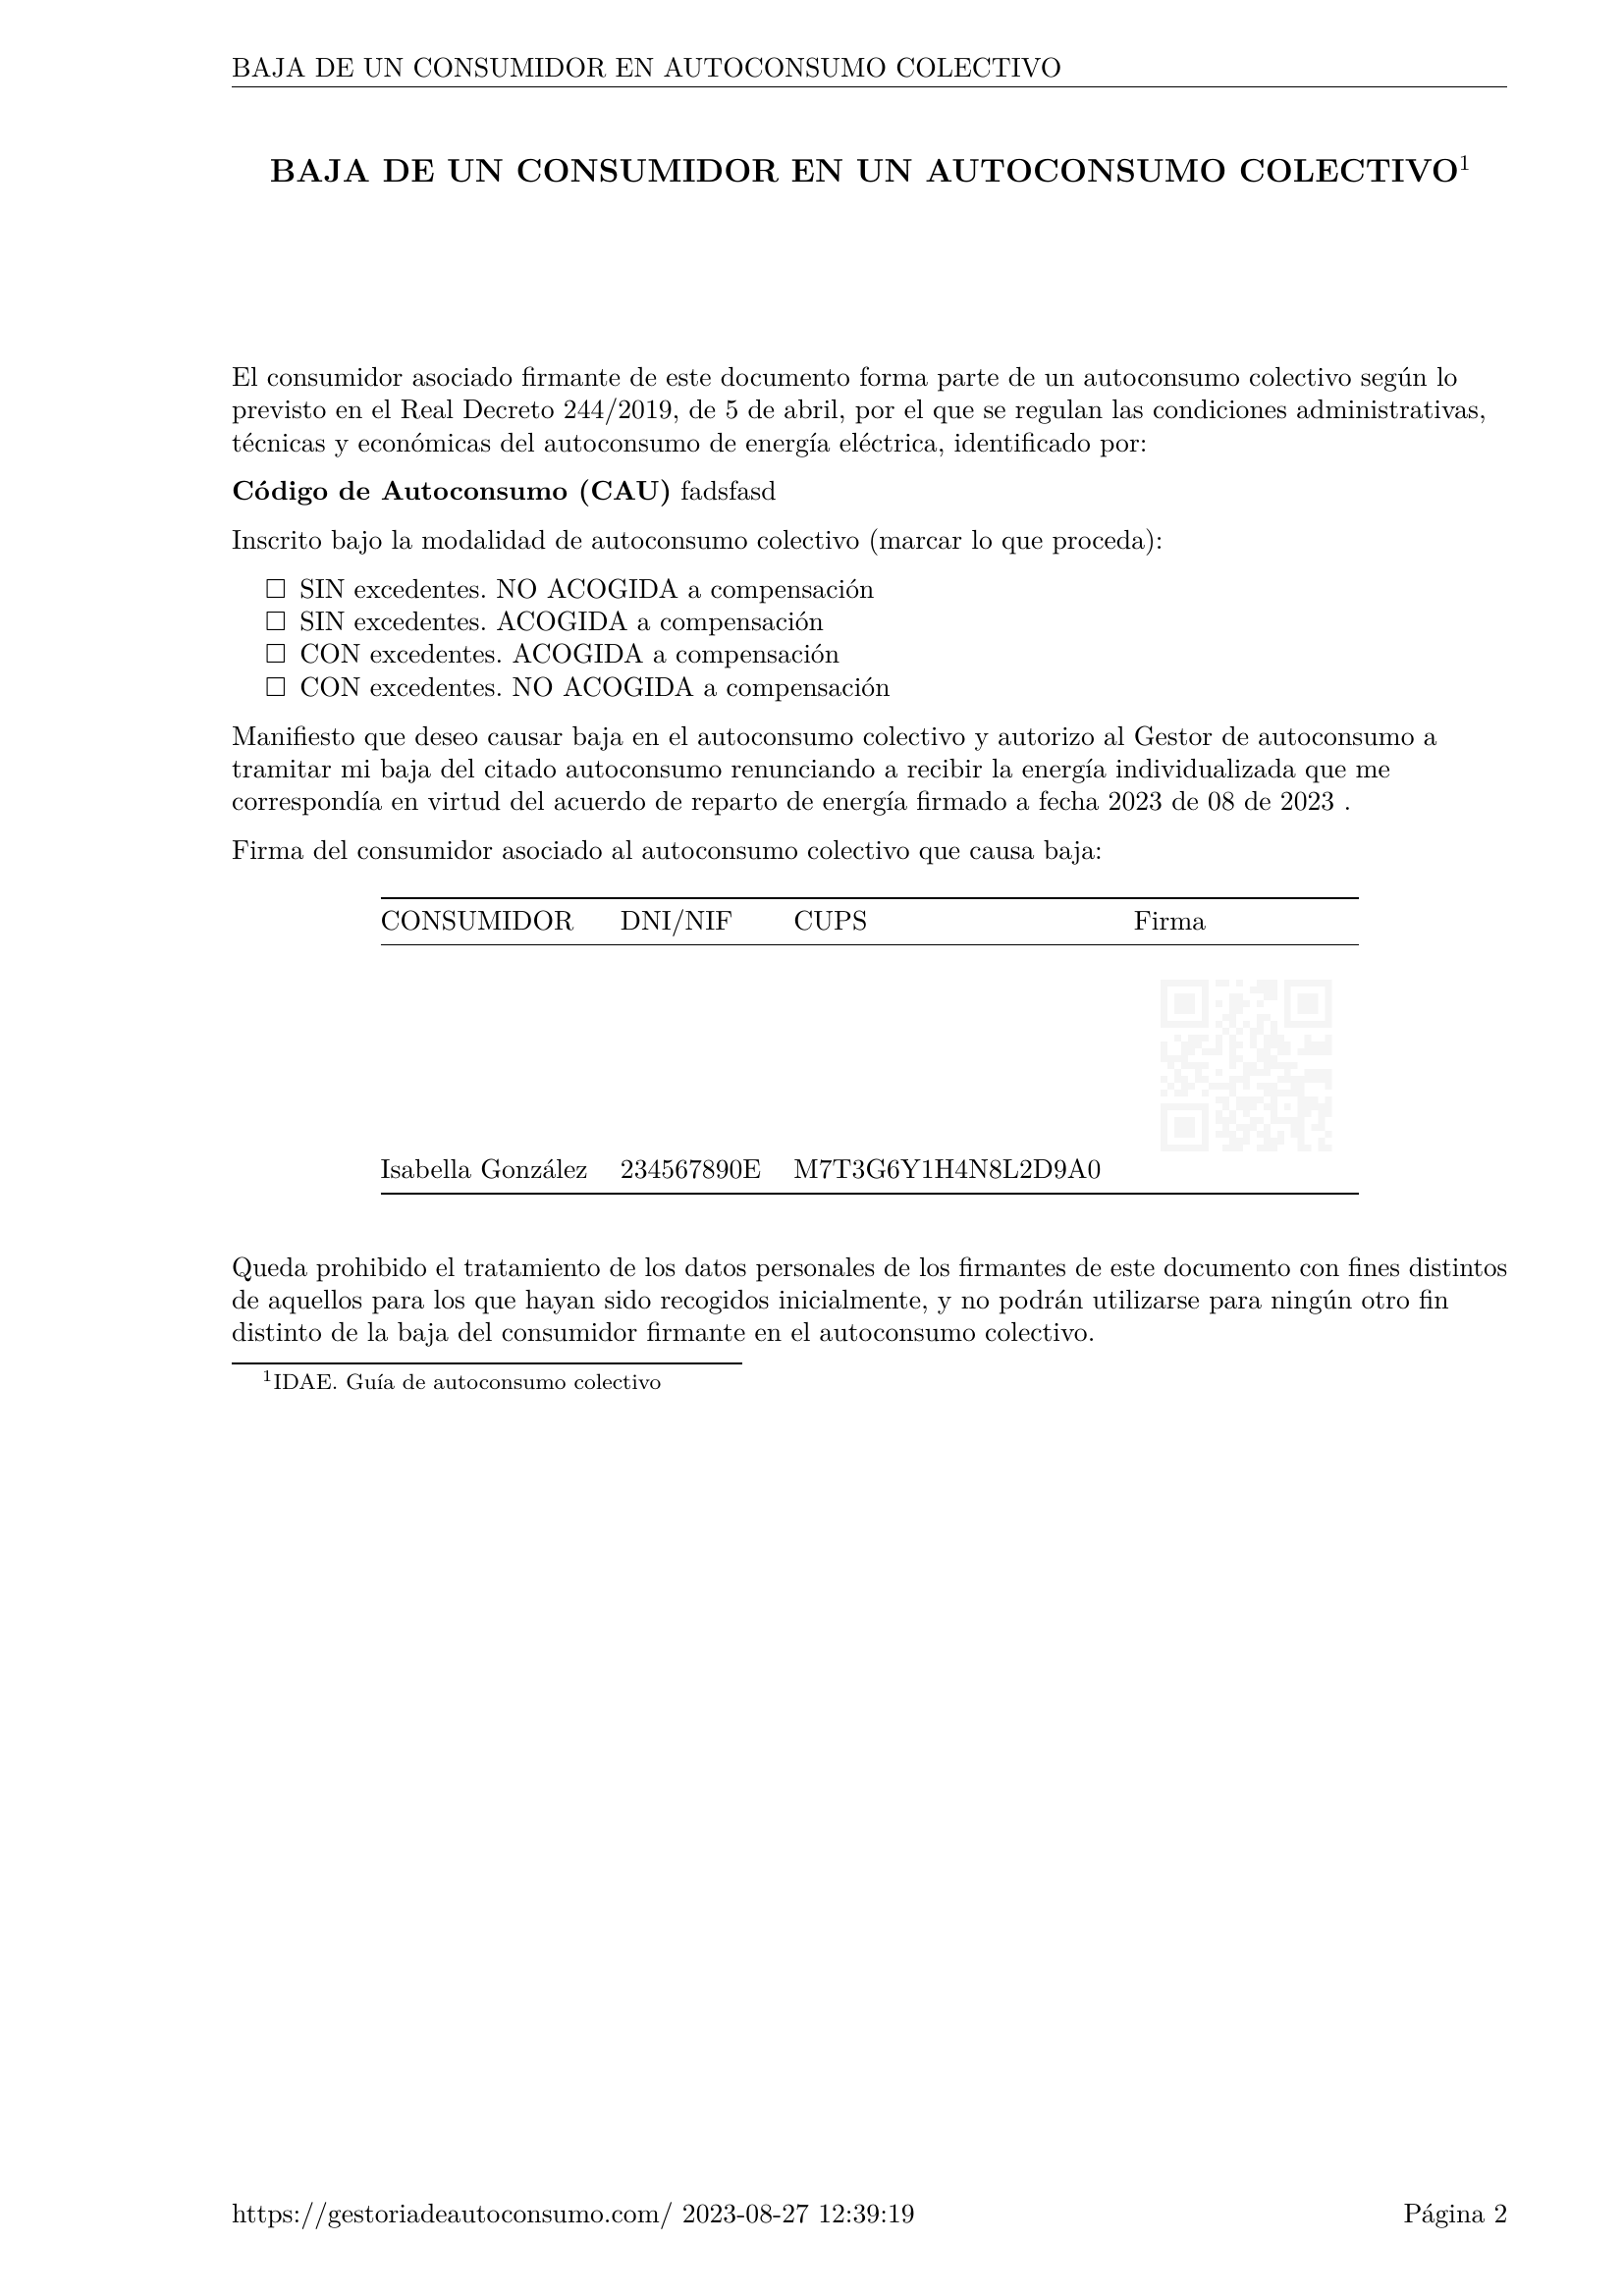 BAJA DE UN CONSUMIDOR EN AUTOCONSUMO COLECTIVO
BAJA DE UN CONSUMIDOR EN UN AUTOCONSUMO COLECTIVO¹
El consumidor asociado firmante de este documento forma parte de un autoconsumo colectivo según lo
previsto en el Real Decreto 244/2019, de 5 de abril, por el que se regulan las condiciones administrativas,
técnicas y económicas del autoconsumo de energía eléctrica, identificado por:
Código de Autoconsumo (CAU) fadsfasd
Inscrito bajo la modalidad de autoconsumo colectivo (marcar lo que proceda):
☐ SIN excedentes. NO ACOGIDA a compensación
☐ SIN excedentes. ACOGIDA a compensación
☐ CON excedentes. ACOGIDA a compensación
☐ CON excedentes. NO ACOGIDA a compensación
Manifiesto que deseo causar baja en el autoconsumo colectivo y autorizo al Gestor de autoconsumo a
tramitar mi baja del citado autoconsumo renunciando a recibir la energía individualizada que me
correspondía en virtud del acuerdo de reparto de energía firmado a fecha 2023 de 08 de 2023 .
Firma del consumidor asociado al autoconsumo colectivo que causa baja:
CONSUMIDOR DNI/NIF CUPS Firma
Isabella González 234567890E M7T3G6Y1H4N8L2D9A0
Queda prohibido el tratamiento de los datos personales de los firmantes de este documento con fines distintos
de aquellos para los que hayan sido recogidos inicialmente, y no podrán utilizarse para ningún otro fin
distinto de la baja del consumidor firmante en el autoconsumo colectivo.
¹IDAE. Guía de autoconsumo colectivo
https://gestoriadeautoconsumo.com/ 2023-08-27 12:39:19 Página 2